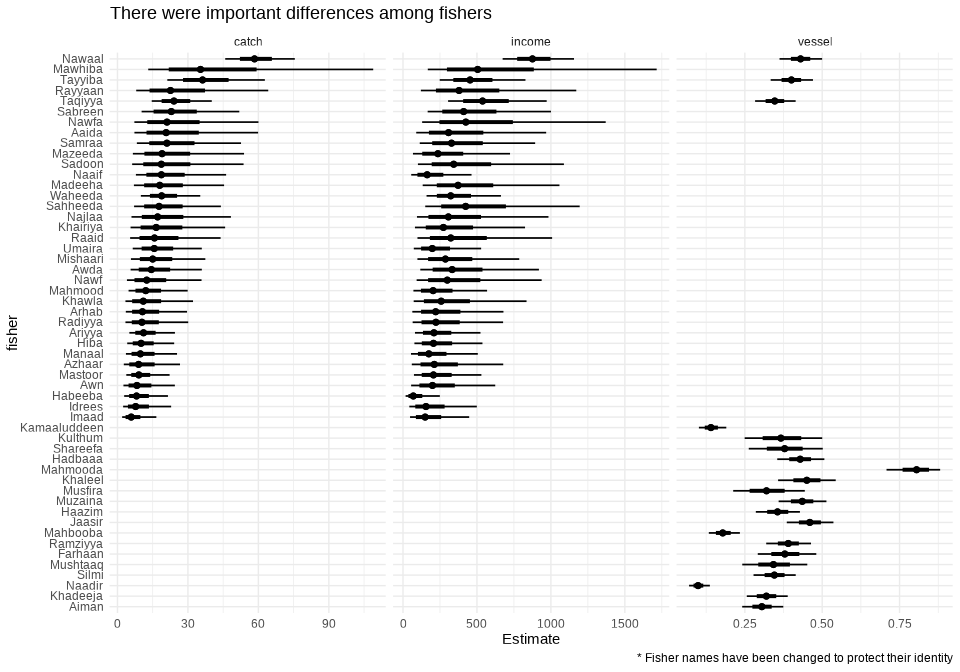 There were important differences among fishers
catch income vessel
Nawaal
Mawhiba
Tayyiba
Rayyaan
Taqiyya
Sabreen
Nawfa
Aaida
Samraa
Mazeeda
Sadoon
Naaif
Madeeha
Waheeda
Sahheeda
Najlaa
Khairiya
Raaid
Umaira
Mishaari
Awda
Nawf
Mahmood
Khawla
Arhab
Radiyya
Ariyya
Hiba
Manaal
Azhaar
Mastoor
Awn
Habeeba
Idrees
Imaad
Kamaaluddeen
Kulthum
Shareefa
Hadbaaa
Mahmooda
Khaleel
Musfira
Muzaina
Haazim
Jaasir
Mahbooba
Ramziyya
Farhaan
Mushtaaq
Silmi
Naadir
Khadeeja
Aiman
fisher
0 30 60 90 0 500 1000 1500 0.25 0.50 0.75
Estimate
* Fisher names have been changed to protect their identity